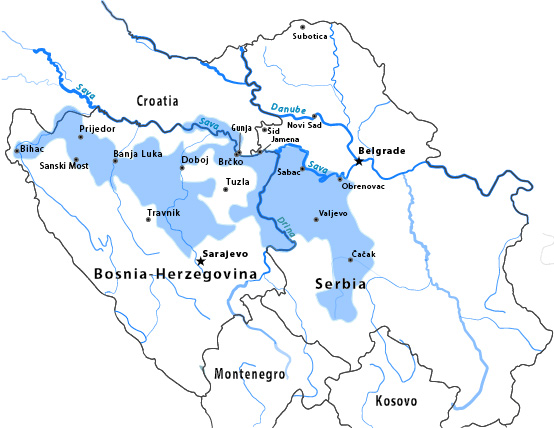 Subotica
Sava
Croatia
Danube
Novi Sad
Sava
Gunja
Šid
Jamena
Prijedor
Bihac
Sanski Most
Banja Luka
Doboj
Brčko
Belgrade
Sava
Sabac
Obrenovac
Tuzla
Travnik
Valjevo
Drina
Sarajevo
Čačak
Bosnia-Herzegovina
Serbia
Montenegro
Kosovo